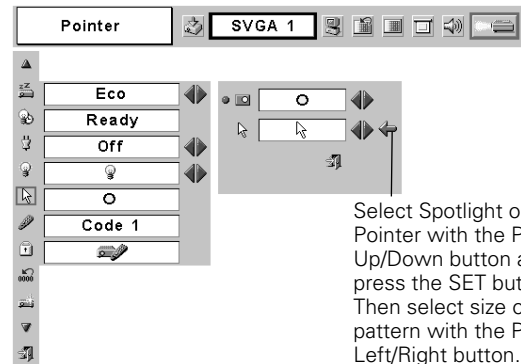 Pointer
SVGA 1
Eco
Ready
Off
Code 1
Select Spotlight o
Pointer with the P
Up/Down button a
press the SET but
Then select size o
pattern with the P
Left/Right button.